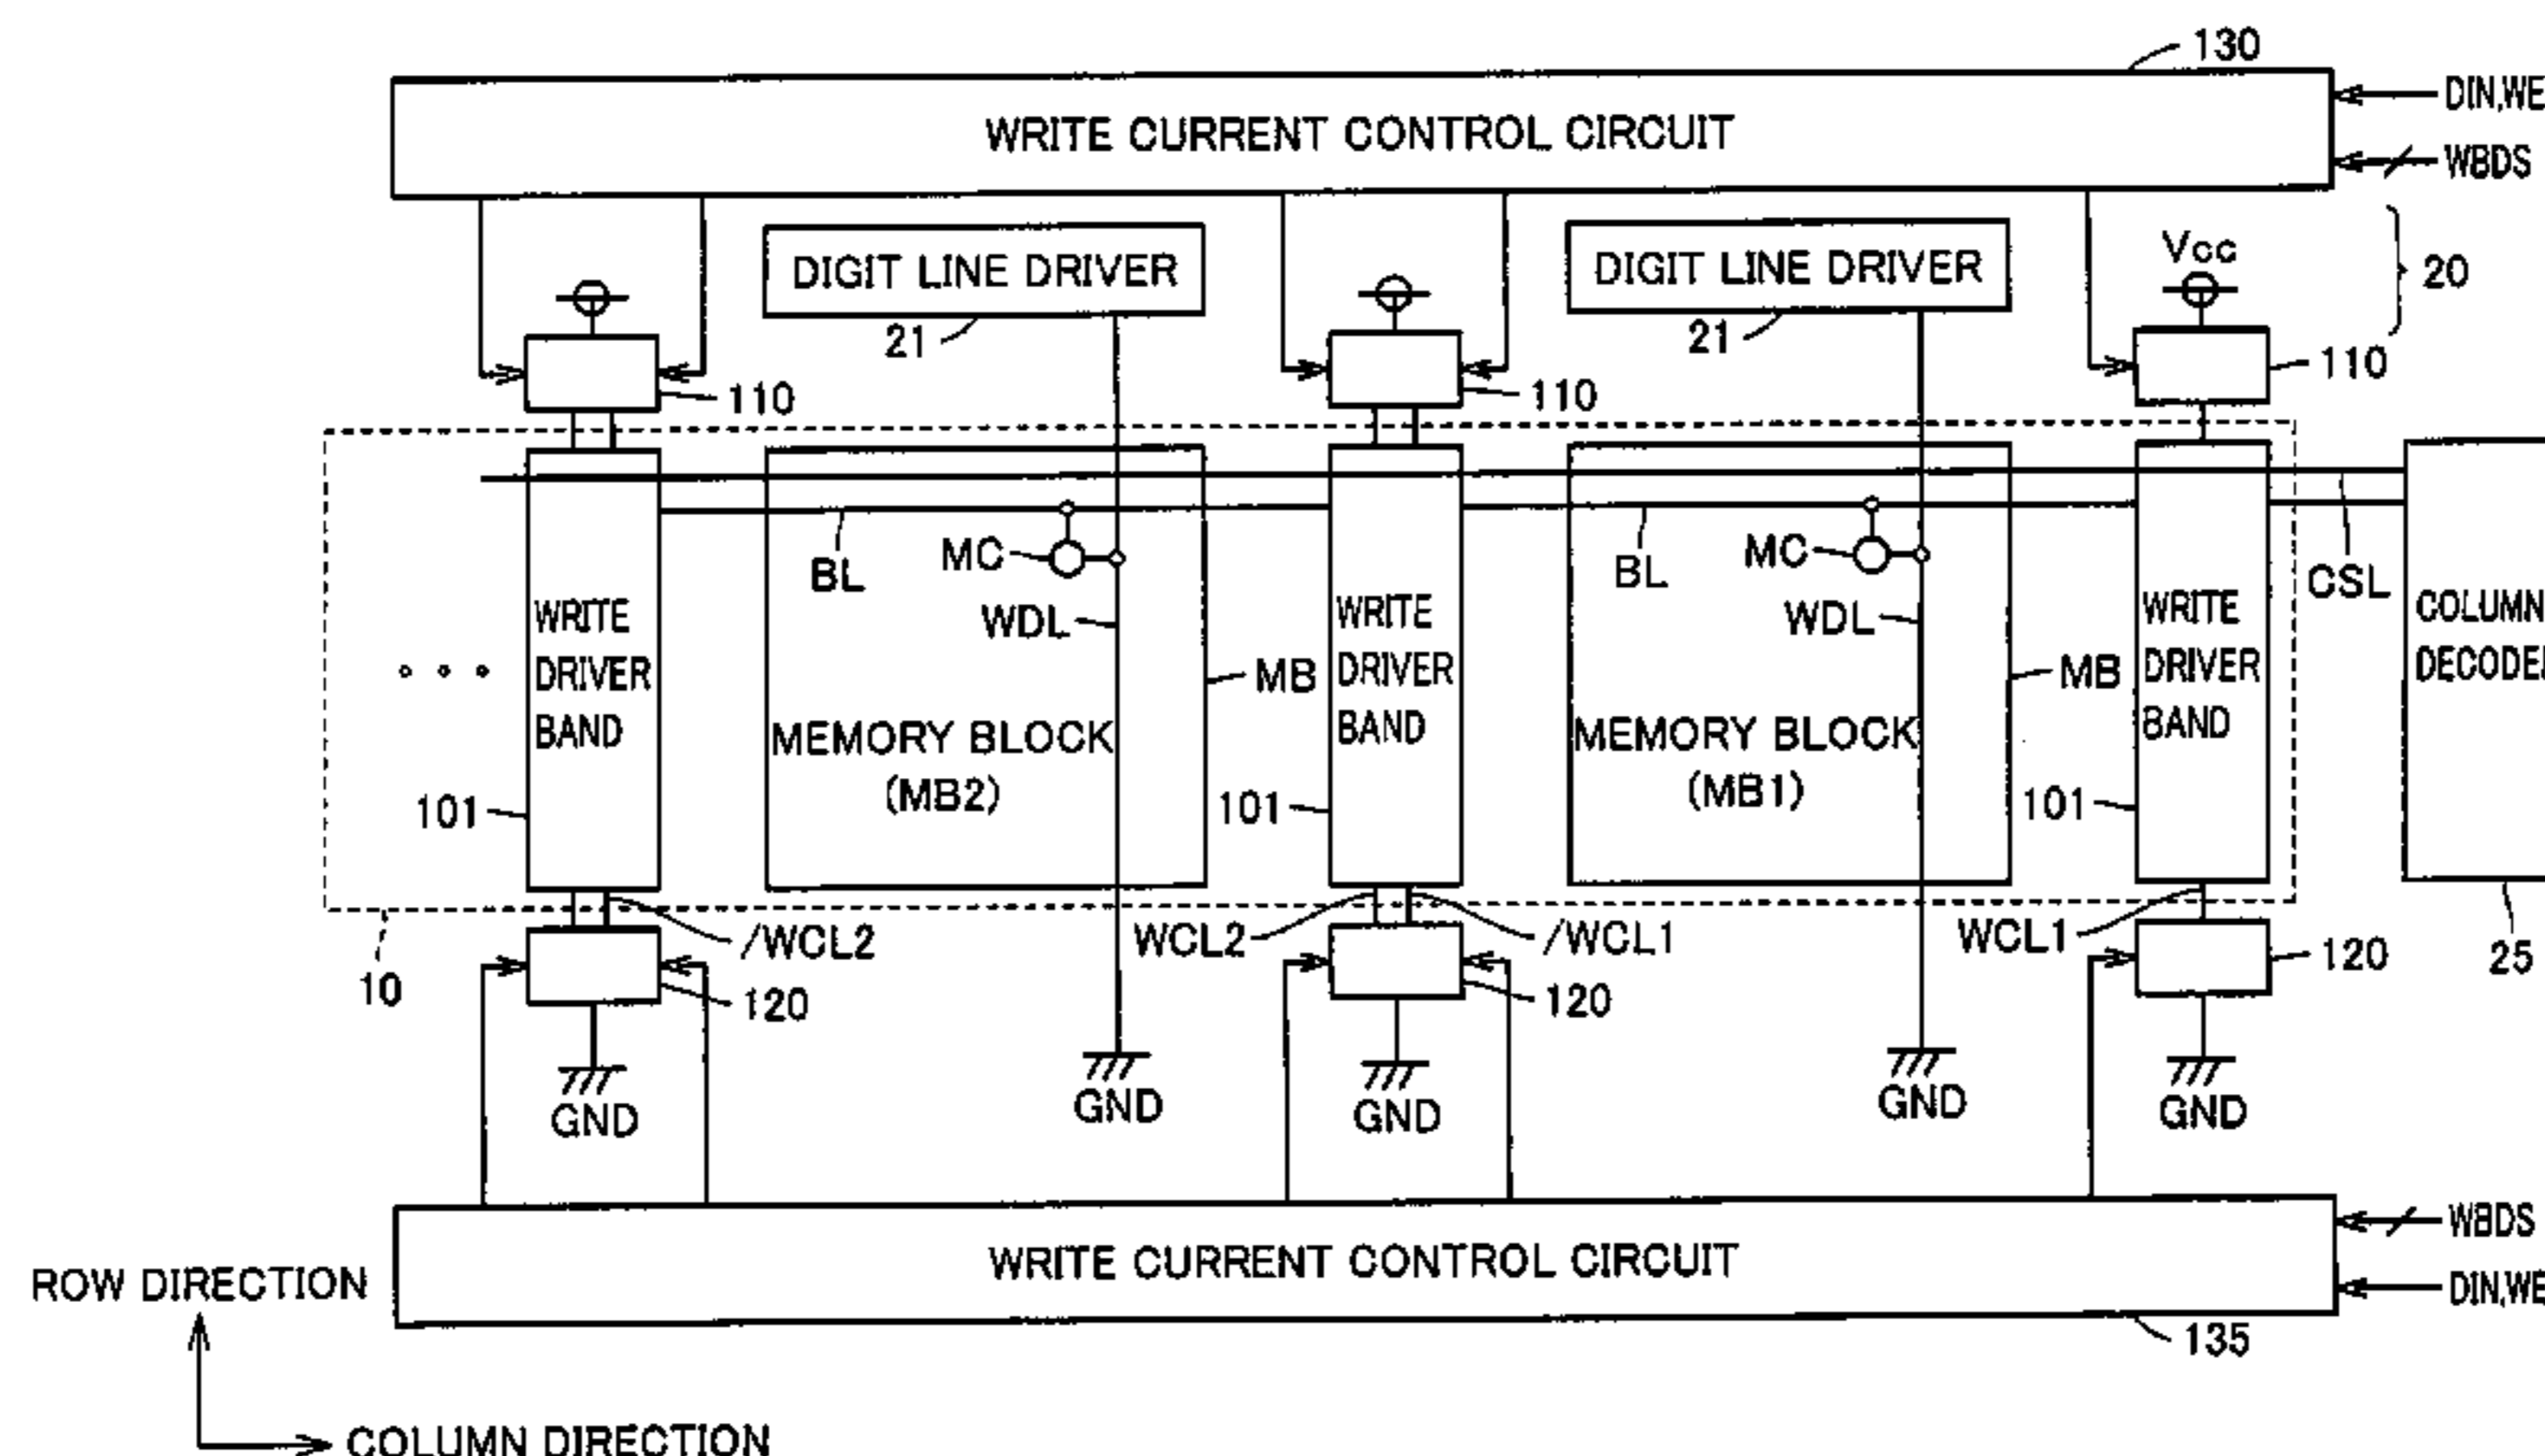 130
WRITE CURRENT CONTROL CIRCUIT
DIN,WE
WBDS
Vcc
20
DIGIT LINE DRIVER
DIGIT LINE DRIVER
21
21
110
110
110
BL
MC
BL
MC
CSL
WDL
WDL
WRITE
DRIVER
BAND
WRITE
DRIVER
BAND
WRITE
DRIVER
BAND
COLUMN
MB
MB
MEMORY BLOCK
(MB2)
MEMORY BLOCK
(MB1)
101
101
101
/WCL2
WCL2
/WCL1
WCL1
10
120
120
120
25
GND
GND
GND
GND
GND
WBDS
WRITE CURRENT CONTROL CIRCUIT
DIN,WE
135
ROW DIRECTION
COLUMN DIRECTION